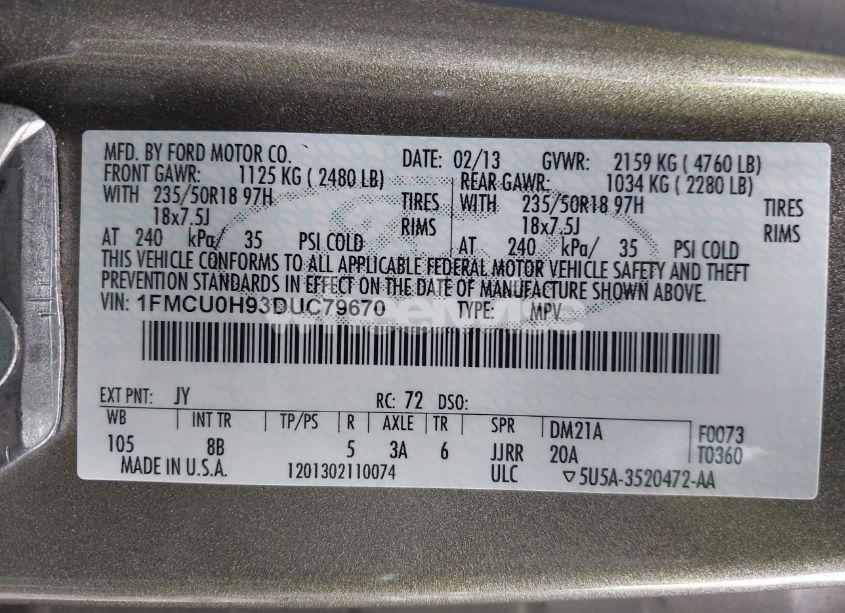 MFD. BY FORD MOTOR CO. DATE: 02/13 GVWR: 2159 KG ( 4760 LB)
FRONT GAWR: 1125 KG ( 2480 LB) REAR GAWR: 1034 KG ( 2280 LB)
WITH 235/50R18 97H TIRES WITH 235/50R18 97H TIRES
18x7.5J RIMS 18x7.5J RIMS
AT 240 kPa/ 35 PSI COLD AT 240 kPa/ 35 PSI COLD
THIS VEHICLE CONFORMS TO ALL APPLICABLE FEDERAL MOTOR VEHICLE SAFETY AND THEFT
PREVENTION STANDARDS IN EFFECT ON THE DATE OF MANUFACTURE SHOWN ABOVE.
VIN: 1FMCU0H93DUC79670 TYPE: MPV
EXT PNT: JY RC: 72 DSO:
WB INT TR TP/PS R AXLE TR SPR DM21A F0073
105 8B 5 3A 6 JJRR 20A T0360
MADE IN U.S.A. 1201302110074 ULC 5U5A-3520472-AA